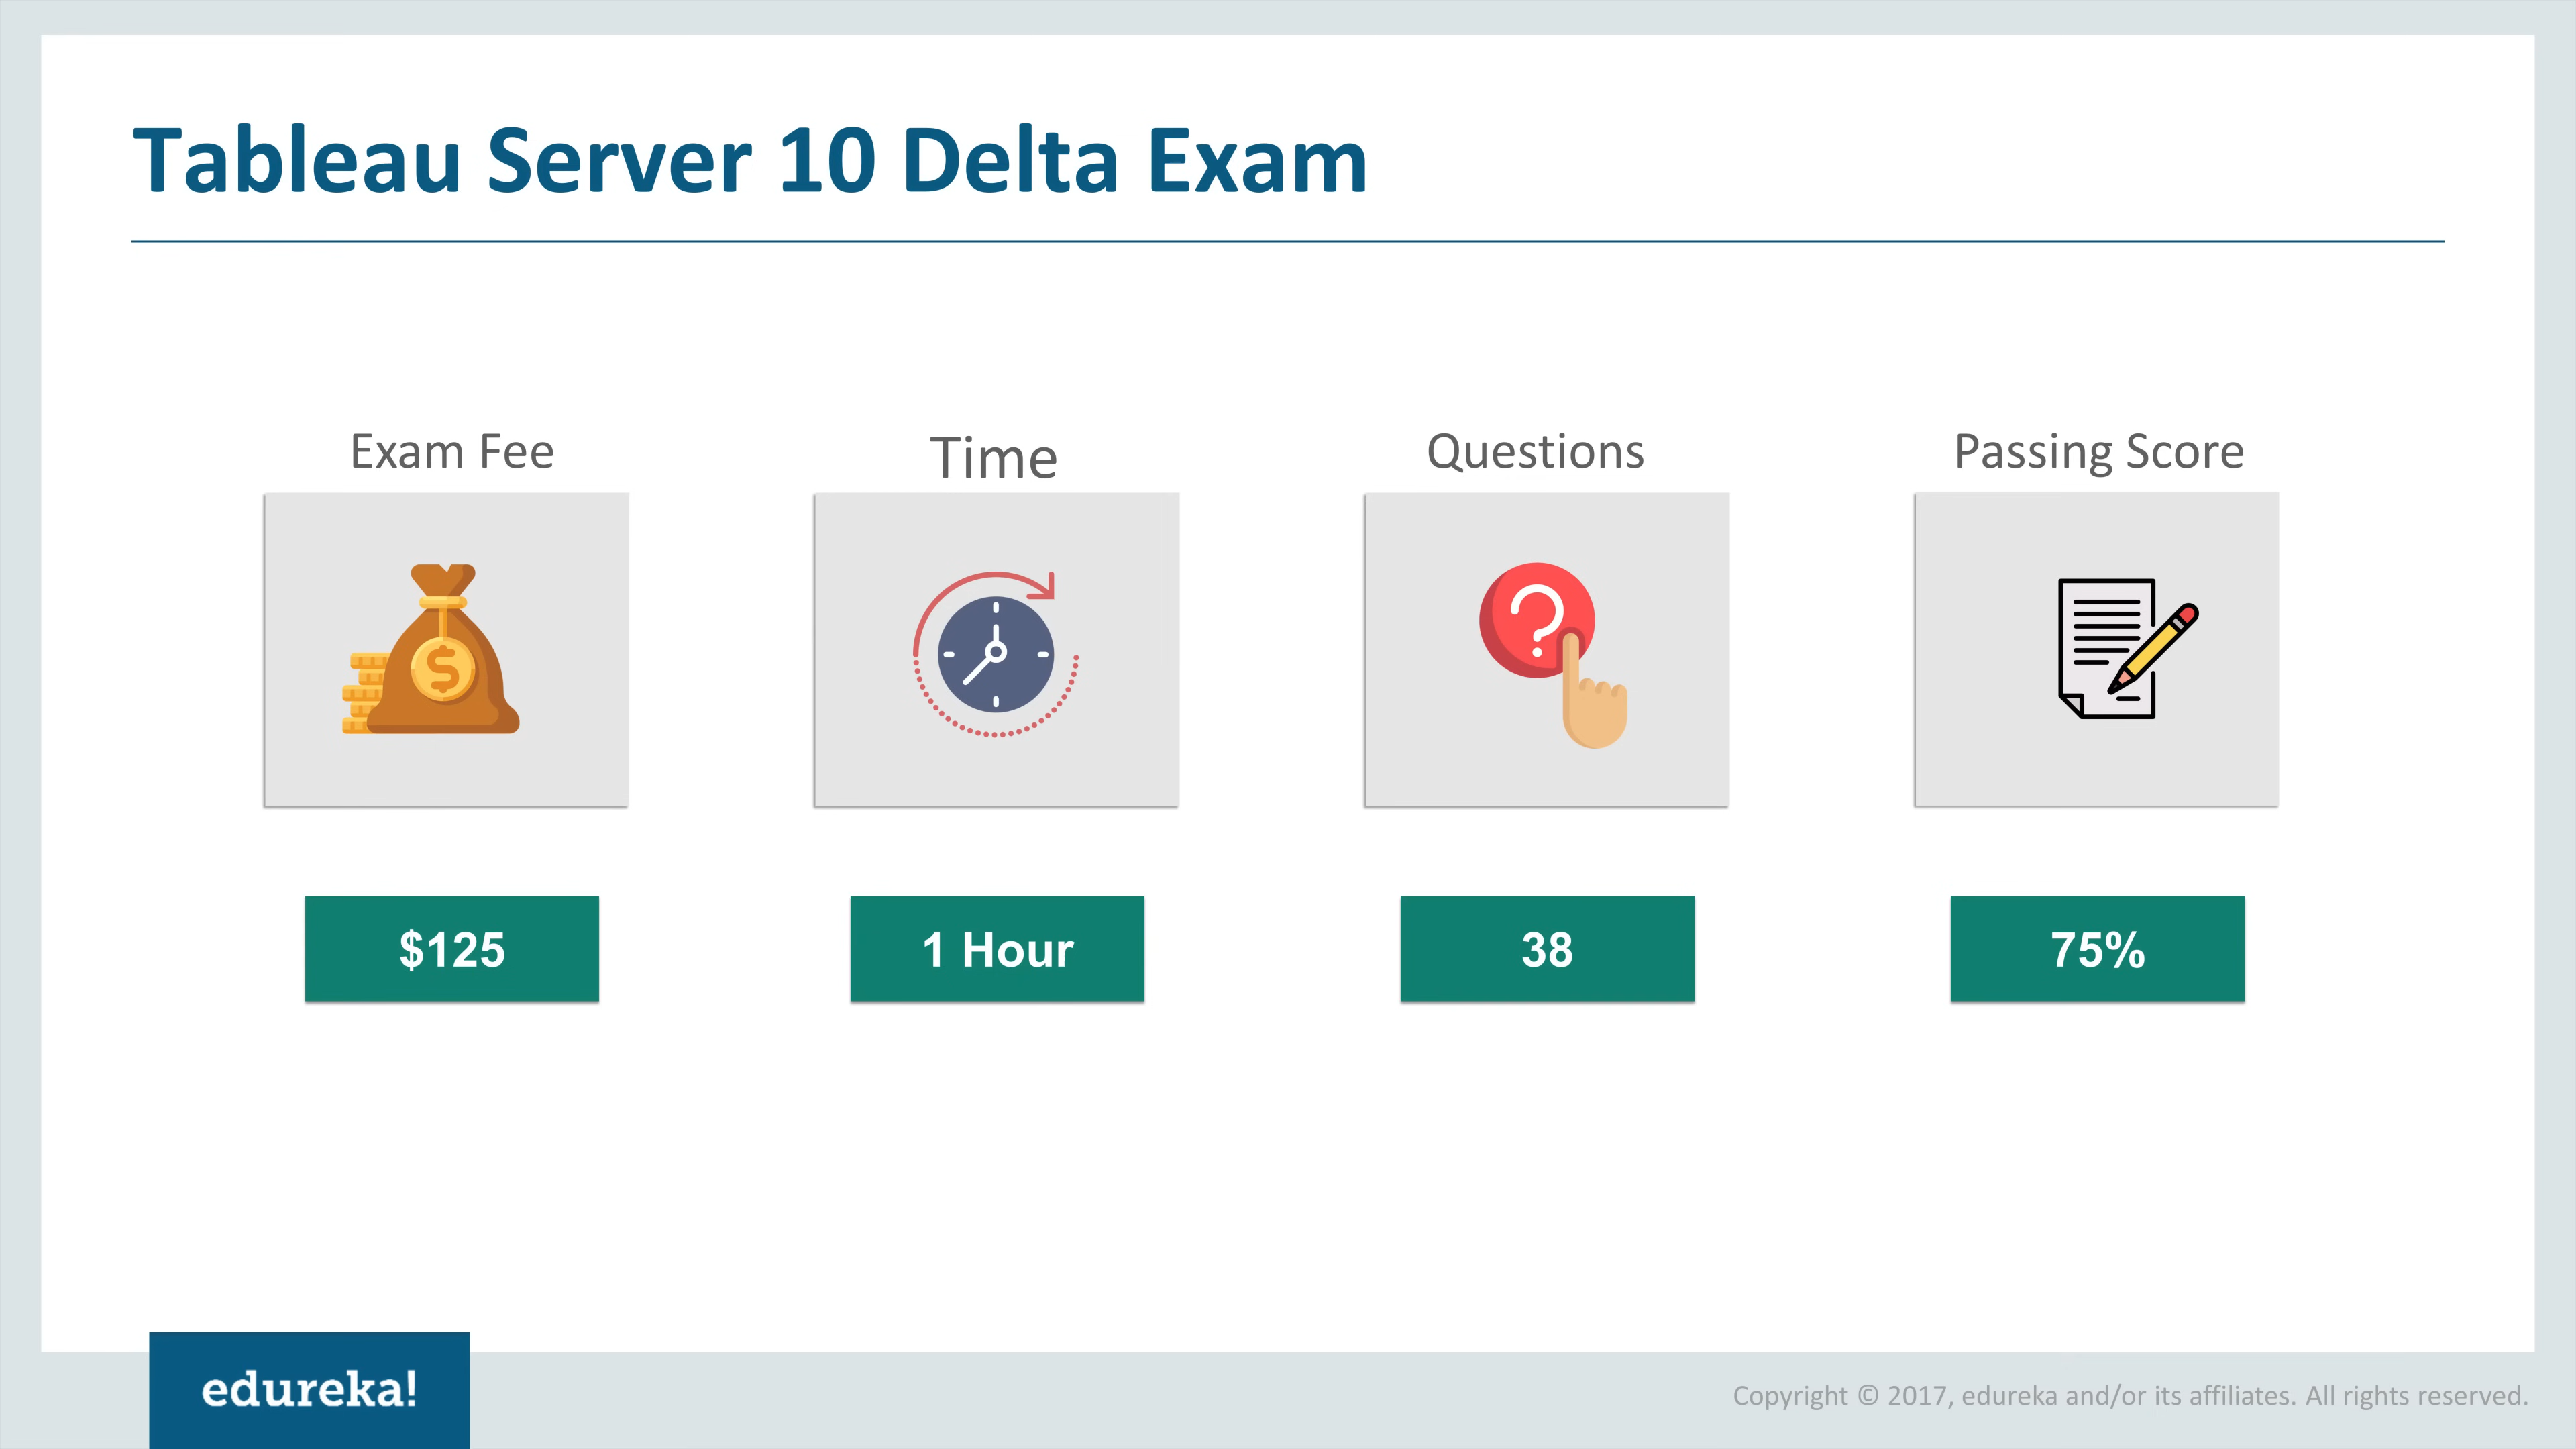 Tableau Server 10 Delta Exam
Exam Fee
Time
Questions
Passing Score
$
?
$125
1 Hour
38
75%
edureka!
Copyright © 2017, edureka and/or its affiliates. All rights reserved.